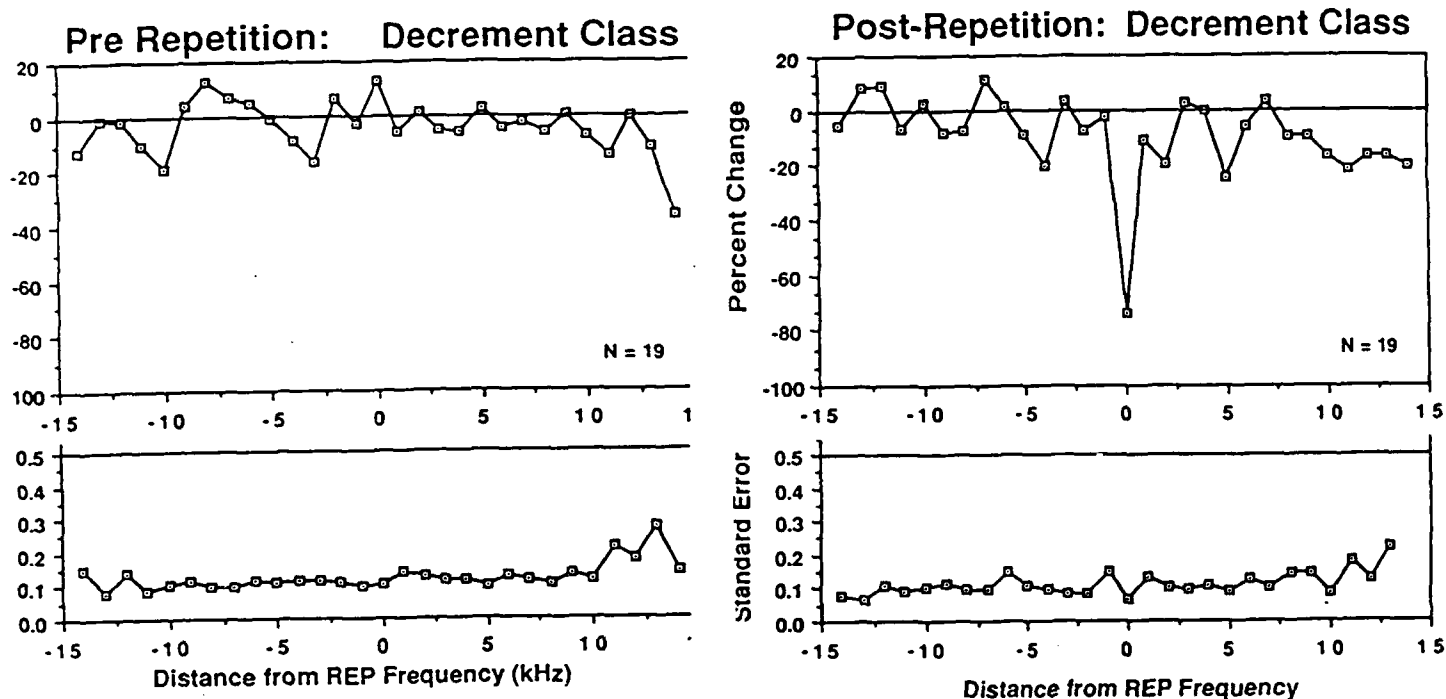 Pre Repetition: Decrement Class
20
0
-20
-40
-60
-80
100
N = 19
-15 -10 -5 0 5 10 1
0.5
0.4
0.3
0.2
0.1
0.0
-15 -10 -5 0 5 10
Distance from REP Frequency (kHz)
Post-Repetition: Decrement Class
Percent Change
20
0
-20
-40
-60
-80
-100
N = 19
-15 -10 -5 0 5 10 15
Standard Error
0.5
0.4
0.3
0.2
0.1
0.0
-15 -10 -5 0 5 10 15
Distance from REP Frequency